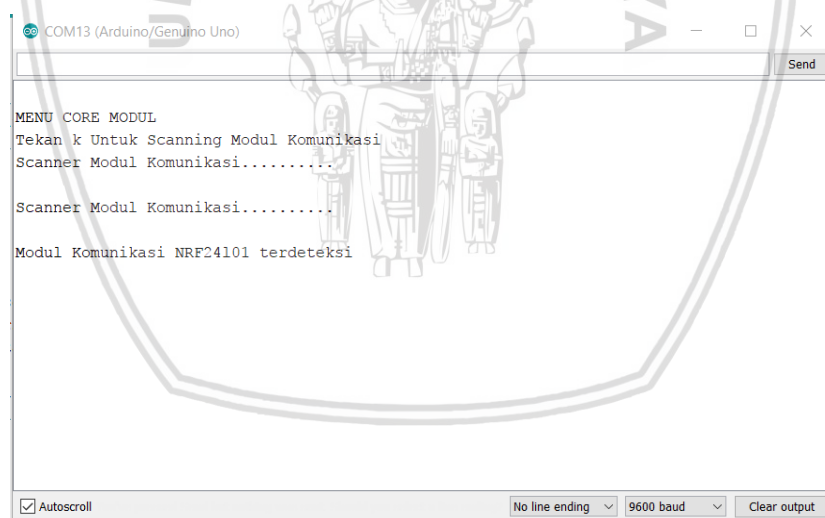 COM13 (Arduino/Genuino Uno)
Send
MENU CORE MODUL
Tekan k Untuk Scanning Modul Komunikasi
Scanner Modul Komunikasi..........
Scanner Modul Komunikasi..........
Modul Komunikasi NRF24l01 terdeteksi
Autoscroll
No line ending
9600 baud
Clear output